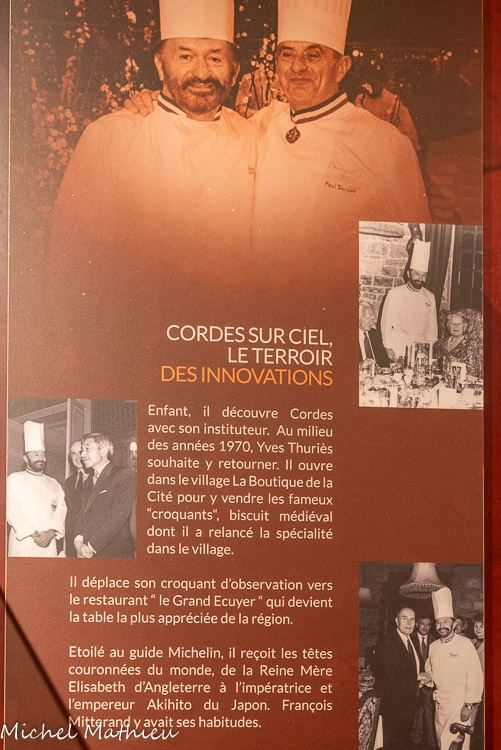 Paul Bocuse
CORDES SUR CIEL,
LE TERROIR
DES INNOVATIONS
Enfant, il découvre Cordes
avec son instituteur. Au milieu
des années 1970, Yves Thuriès
souhaite y retourner. Il ouvre
dans le village La Boutique de la
Cité pour y vendre les fameux
"croquants", biscuit médiéval
dont il a relancé la spécialité
dans le village.
Il déplace son croquant d'observation vers
le restaurant " le Grand Ecuyer " qui devient
la table la plus appréciée de la région.
Etoilé au guide Michelin, il reçoit les têtes
couronnées du monde, de la Reine Mère
Elisabeth d'Angleterre à l'impératrice et
l'empereur Akihito du Japon. François
Mitterand y avait ses habitudes.
Michel Mathieu